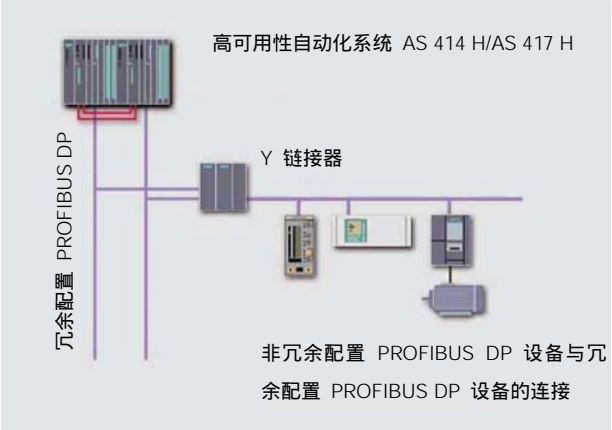 高可用性自动化系统 AS 414 H/AS 417 H
Y 链接器
冗余配置 PROFIBUS DP
非冗余配置 PROFIBUS DP 设备与冗
余配置 PROFIBUS DP 设备的连接